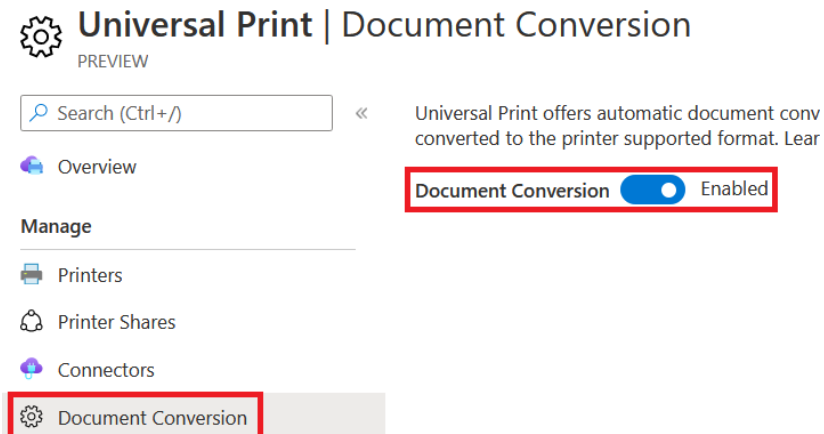 Universal Print | Document Conversion
PREVIEW
Search (Ctrl+/)
«
Overview
Manage
Printers
Printer Shares
Connectors
Document Conversion
Universal Print offers automatic document conv
converted to the printer supported format. Lear
Document Conversion Enabled